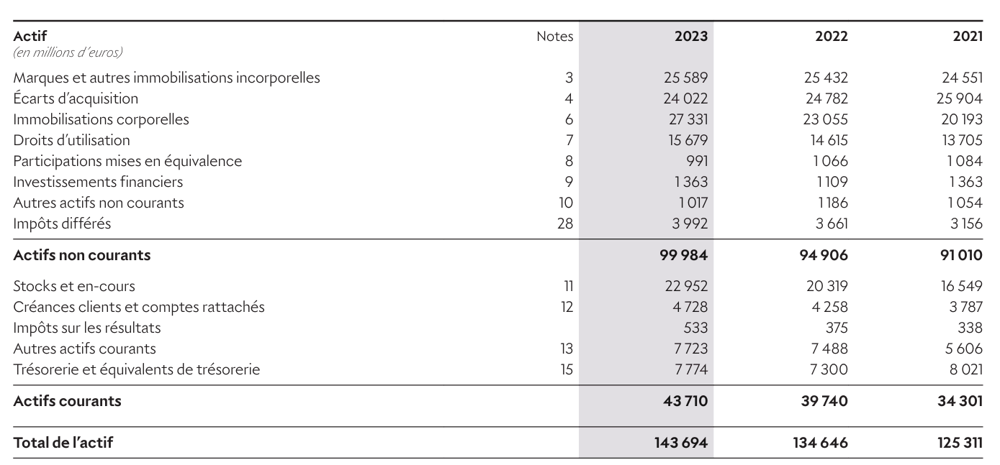 Actif Notes 2023 2022 2021
(en millions d’euros)
Marques et autres immobilisations incorporelles 3 25 589 25 432 24 551
Écarts d’acquisition 4 24 022 24 782 25 904
Immobilisations corporelles 6 27 331 23 055 20 193
Droits d’utilisation 7 15 679 14 615 13 705
Participations mises en équivalence 8 991 1 066 1 084
Investissements financiers 9 1 363 1 109 1 363
Autres actifs non courants 10 1 017 1 186 1 054
Impôts différés 28 3 992 3 661 3 156
Actifs non courants 99 984 94 906 91 010
Stocks et en-cours 11 22 952 20 319 16 549
Créances clients et comptes rattachés 12 4 728 4 258 3 787
Impôts sur les résultats 533 375 338
Autres actifs courants 13 7 723 7 488 5 606
Trésorerie et équivalents de trésorerie 15 7 774 7 300 8 021
Actifs courants 43 710 39 740 34 301
Total de l’actif 143 694 134 646 125 311